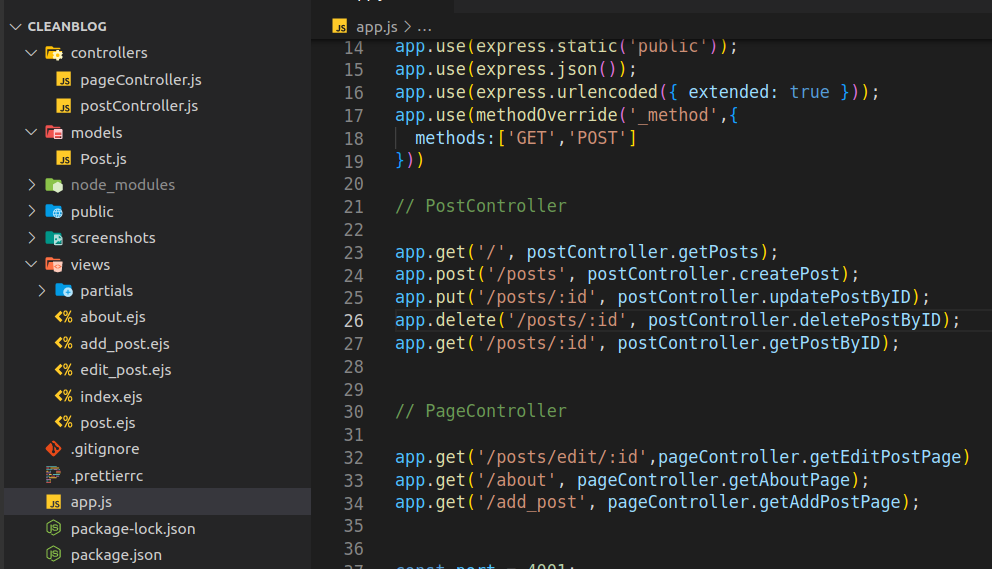 CLEANBLOG
controllers
pageController.js
postController.js
models
Post.js
node_modules
public
screenshots
views
partials
about.ejs
add_post.ejs
edit_post.ejs
index.ejs
post.ejs
.gitignore
.prettierrc
app.js
package-lock.json
package.json
app.js > ...
14 app.use(express.static('public'));
15 app.use(express.json());
16 app.use(express.urlencoded({ extended: true }));
17 app.use(methodOverride('_method',{
18   methods:['GET','POST']
19 }))
20
21 // PostController
22
23 app.get('/', postController.getPosts);
24 app.post('/posts', postController.createPost);
25 app.put('/posts/:id', postController.updatePostByID);
26 app.delete('/posts/:id', postController.deletePostByID);
27 app.get('/posts/:id', postController.getPostByID);
28
29
30 // PageController
31
32 app.get('/posts/edit/:id',pageController.getEditPostPage)
33 app.get('/about', pageController.getAboutPage);
34 app.get('/add_post', pageController.getAddPostPage);
35
36
37 const port = 4001;